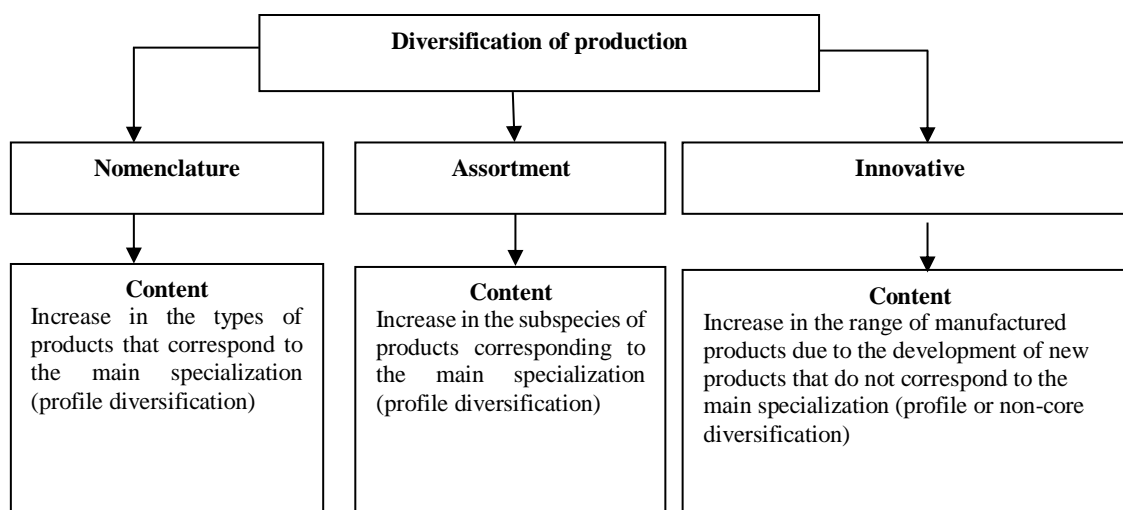 Diversification of production
Nomenclature
Assortment
Innovative
Content
Increase in the types of
products that correspond to
the main specialization
(profile diversification)
Content
Increase in the subspecies of
products corresponding to
the main specialization
(profile diversification)
Content
Increase in the range of manufactured
products due to the development of new
products that do not correspond to the
main specialization (profile or non-core
diversification)